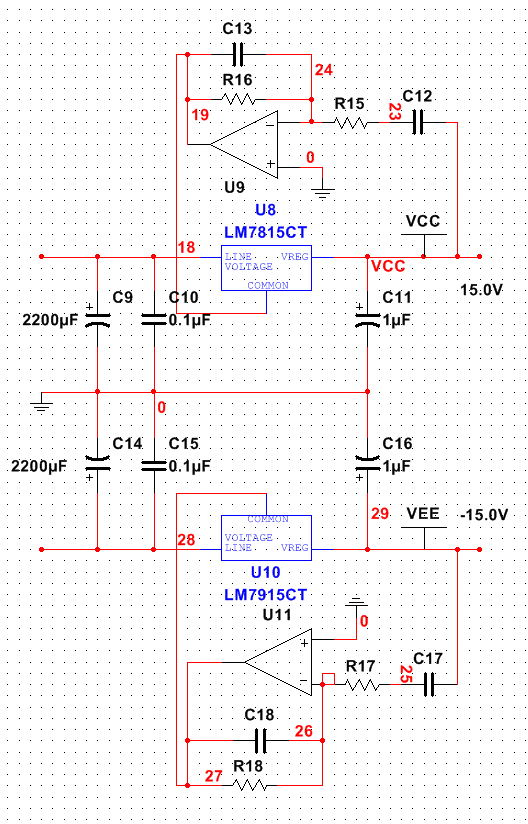 C13
24
R16
19
R15
23
C12
0
U9
U8
LM7815CT
VCC
18
LINE VREG
VOLTAGE
COMMON
VCC
15.0V
C9
2200µF
C10
0.1µF
C11
1µF
0
C14
2200µF
C15
0.1µF
C16
1µF
29
VEE
-15.0V
COMMON
28
VOLTAGE
LINE VREG
U10
LM7915CT
U11
0
R17
25
C17
C18
26
R18
27